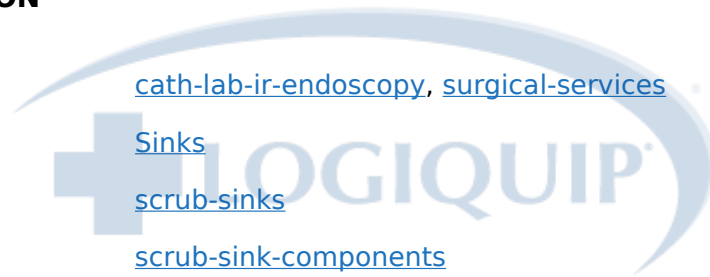 ON
cath-lab-ir-endoscopy, surgical-services
Sinks
LOGIQUIP
scrub-sinks
scrub-sink-components